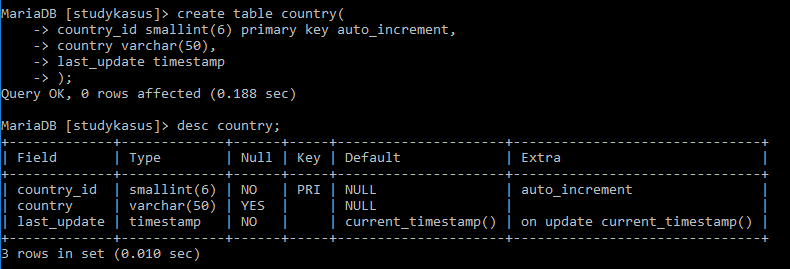 MariaDB [studykasus]> create table country(
    -> country_id smallint(6) primary key auto_increment,
    -> country varchar(50),
    -> last_update timestamp
    -> );
Query OK, 0 rows affected (0.188 sec)

MariaDB [studykasus]> desc country;
+-------------+-------------+------+-----+---------------------+-------------------------------+
| Field       | Type        | Null | Key | Default             | Extra                         |
+-------------+-------------+------+-----+---------------------+-------------------------------+
| country_id  | smallint(6) | NO   | PRI | NULL                | auto_increment                |
| country     | varchar(50) | YES  |     | NULL                |                               |
| last_update | timestamp   | NO   |     | current_timestamp() | on update current_timestamp() |
+-------------+-------------+------+-----+---------------------+-------------------------------+
3 rows in set (0.010 sec)